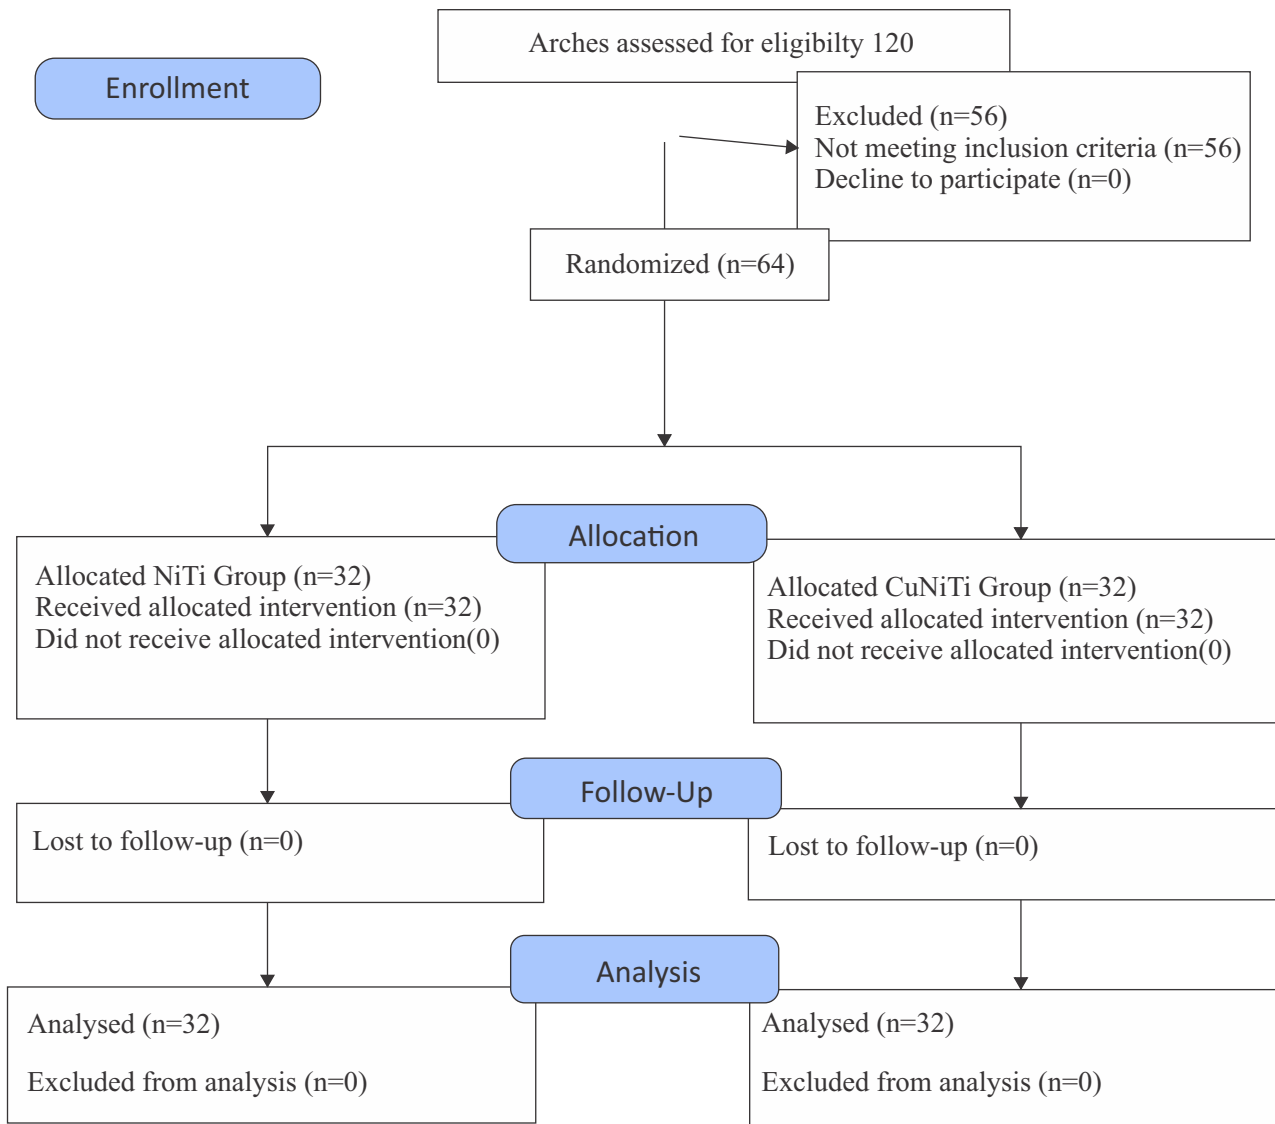 Arches assessed for eligibilty 120
Enrollment
Excluded (n=56)
Not meeting inclusion criteria (n=56)
Decline to participate (n=0)
Randomized (n=64)
Allocation
Allocated NiTi Group (n=32)
Received allocated intervention (n=32)
Did not receive allocated intervention(0)
Allocated CuNiTi Group (n=32)
Received allocated intervention (n=32)
Did not receive allocated intervention(0)
Follow-Up
Lost to follow-up (n=0)
Lost to follow-up (n=0)
Analysis
Analysed (n=32)
Excluded from analysis (n=0)
Analysed (n=32)
Excluded from analysis (n=0)